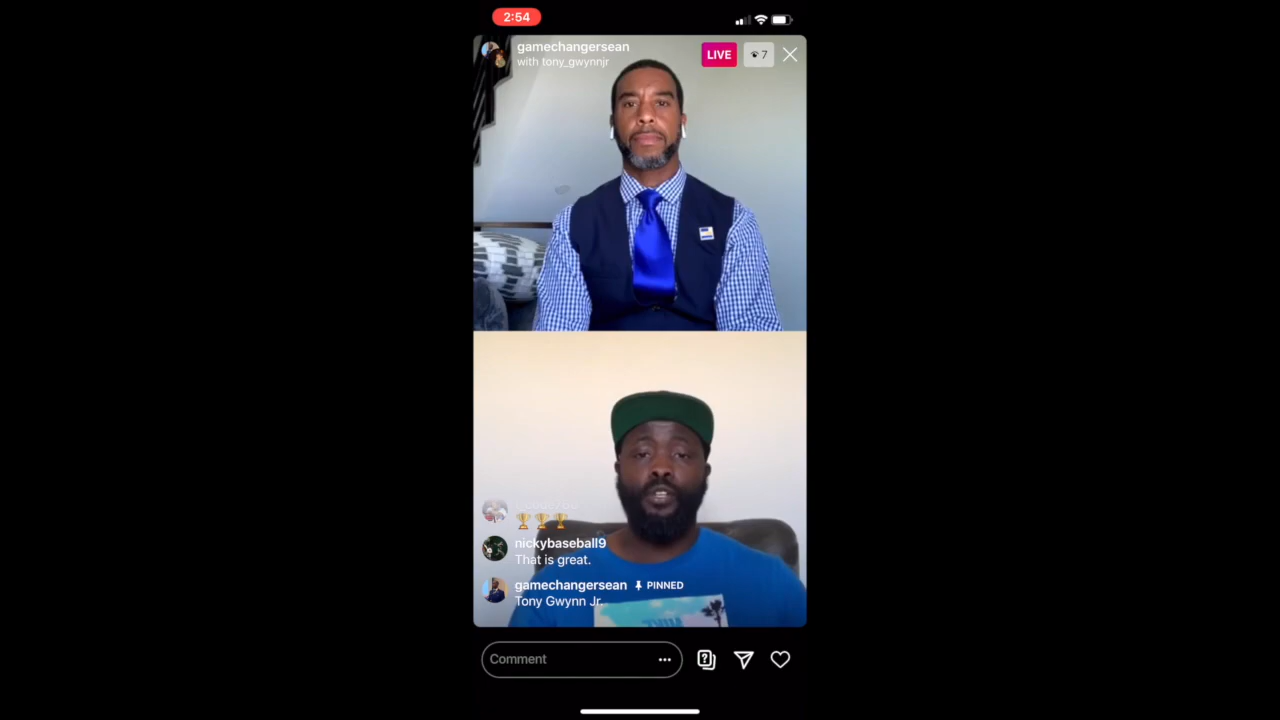 2:54
gamechangersean
with tony_gwynnjr
LIVE
7
🏆🏆🏆
nickybaseball9
That is great.
gamechangersean PINNED
Tony Gwynn Jr.
Comment